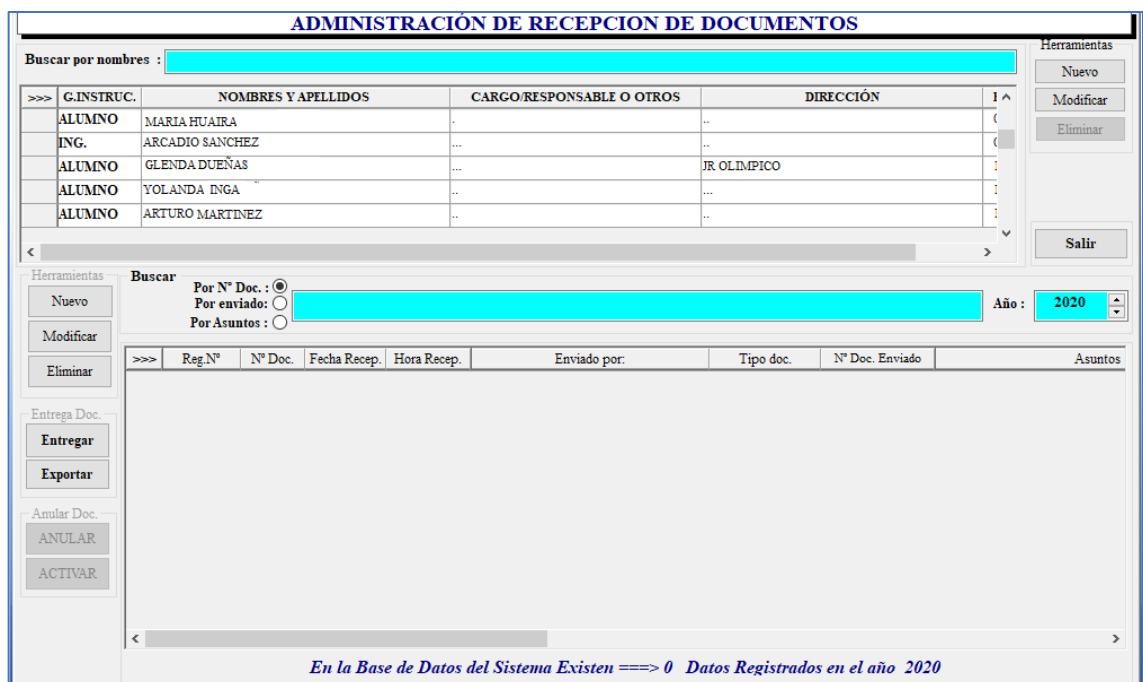 ADMINISTRACIÓN DE RECEPCION DE DOCUMENTOS
Buscar por nombres :
Herramientas
Nuevo
Modificar
Eliminar
Salir
>>> G.INSTRUC. NOMBRES Y APELLIDOS CARGO/RESPONSABLE O OTROS DIRECCIÓN
ALUMNO MARIA HUAIRA . ..
ING. ARCADIO SANCHEZ ... ..
ALUMNO GLENDA DUEÑAS ... JR OLIMPICO
ALUMNO YOLANDA INGA .. ...
ALUMNO ARTURO MARTINEZ .. ..
Herramientas
Nuevo
Modificar
Eliminar
Entrega Doc.
Entregar
Exportar
Anular Doc.
ANULAR
ACTIVAR
Buscar
Por Nº Doc. :
Por enviado:
Por Asuntos :
Año : 2020
>>> Reg.Nº Nº Doc. Fecha Recep. Hora Recep. Enviado por: Tipo doc. Nº Doc. Enviado Asuntos
En la Base de Datos del Sistema Existen ===> 0 Datos Registrados en el año 2020